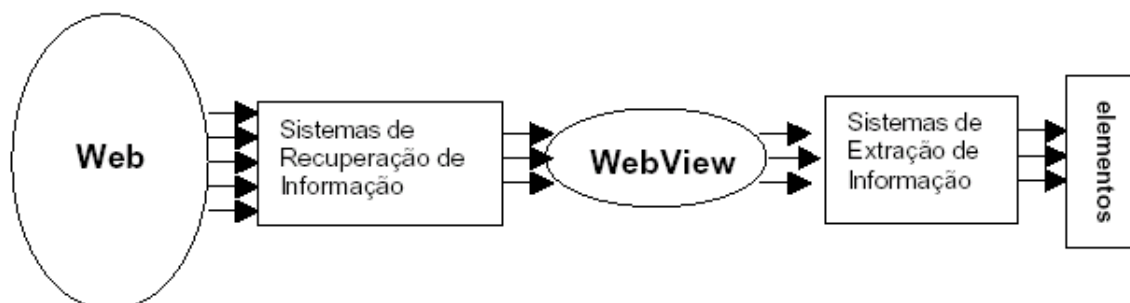 Web
Sistemas de
Recuperação de
Informação
WebView
Sistemas de
Extração de
Informação
elementos